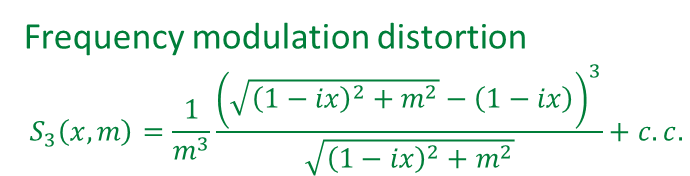 Frequency modulation distortion
S₃(x, m) = \frac{1}{m^3} \frac{\left(\sqrt{(1 - ix)^2 + m^2} - (1 - ix)\right)^3}{\sqrt{(1 - ix)^2 + m^2}} + c.c.